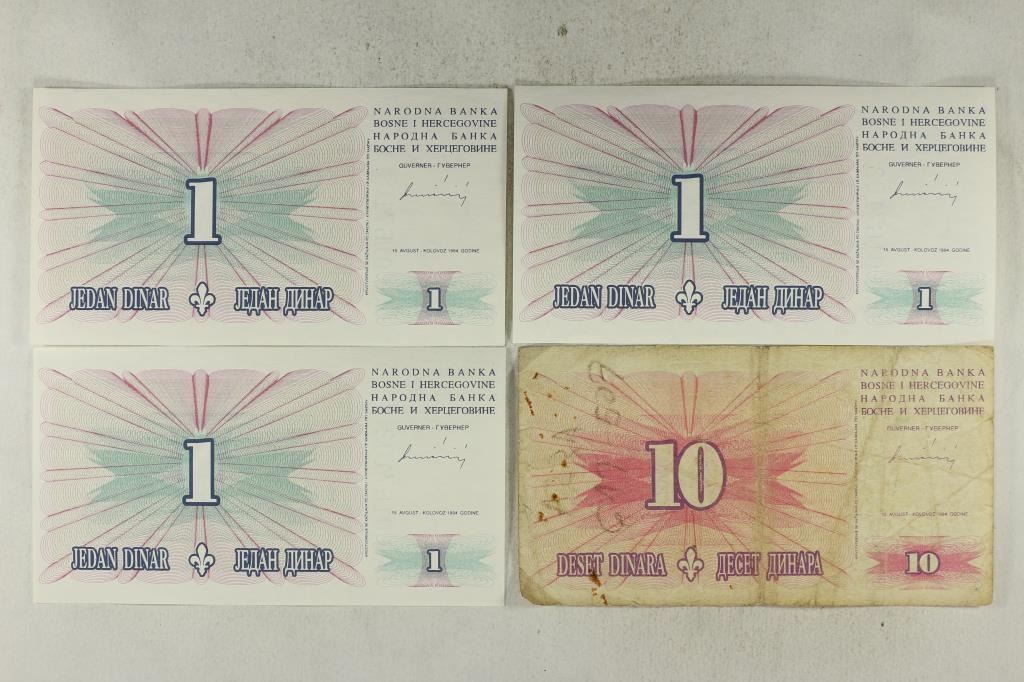 NARODNA BANKA
BOSNE I HERCEGOVINE
НАРОДНА БАНКА
БОСНЕ И ХЕРЦЕГОВИНЕ
GUVERNER - ГУВЕРНЕР
15 AVGUST - KOLOVOZ 1994 GODINE
1
JEDAN DINAR ЈЕДАН ДИНАР
1
NARODNA BANKA
BOSNE I HERCEGOVINE
НАРОДНА БАНКА
БОСНЕ И ХЕРЦЕГОВИНЕ
GUVERNER - ГУВЕРНЕР
15 AVGUST - KOLOVOZ 1994 GODINE
1
JEDAN DINAR ЈЕДАН ДИНАР
1
NARODNA BANKA
BOSNE I HERCEGOVINE
НАРОДНА БАНКА
БОСНЕ И ХЕРЦЕГОВИНЕ
GUVERNER - ГУВЕРНЕР
15 AVGUST - KOLOVOZ 1994 GODINE
1
JEDAN DINAR ЈЕДАН ДИНАР
1
NARODNA BANKA
BOSNE I HERCEGOVINE
НАРОДНА БАНКА
БОСНЕ И ХЕРЦЕГОВИНЕ
GUVERNER - ГУВЕРНЕР
15 AVGUST - KOLOVOZ 1994 GODINE
10
DESET DINARA ДЕСЕТ ДИНАРА
10